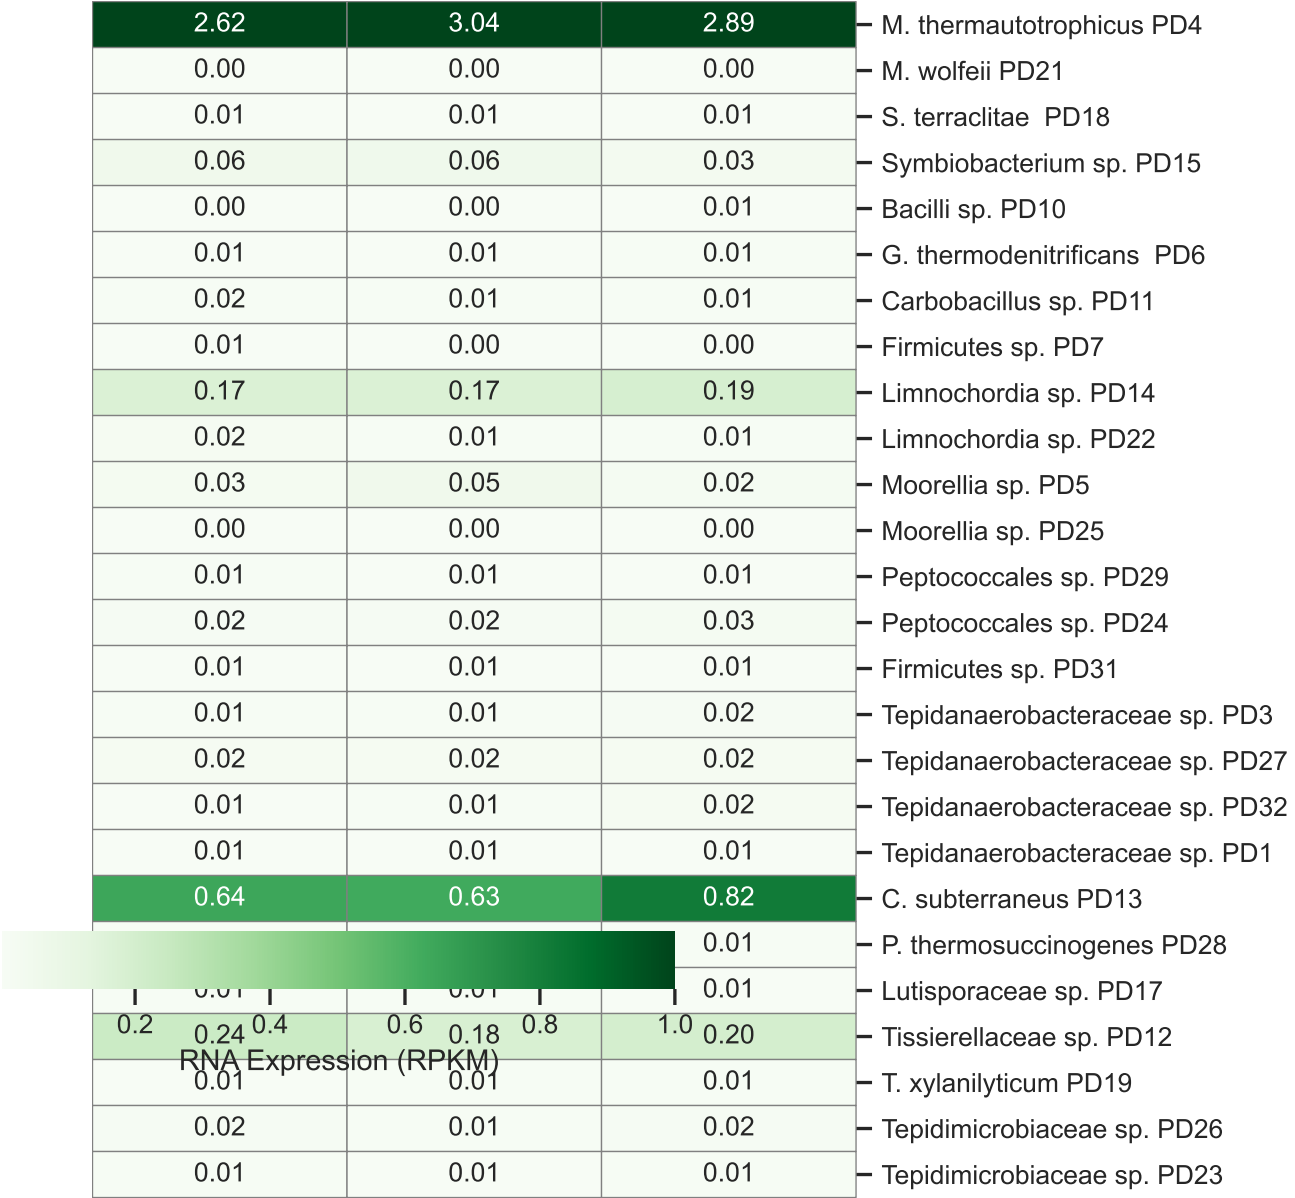 2.62 3.04 2.89 M. thermautotrophicus PD4
0.00 0.00 0.00 M. wolfeii PD21
0.01 0.01 0.01 S. terraclitae  PD18
0.06 0.06 0.03 Symbiobacterium sp. PD15
0.00 0.00 0.01 Bacilli sp. PD10
0.01 0.01 0.01 G. thermodenitrificans  PD6
0.02 0.01 0.01 Carbobacillus sp. PD11
0.01 0.00 0.00 Firmicutes sp. PD7
0.17 0.17 0.19 Limnochordia sp. PD14
0.02 0.01 0.01 Limnochordia sp. PD22
0.03 0.05 0.02 Moorellia sp. PD5
0.00 0.00 0.00 Moorellia sp. PD25
0.01 0.01 0.01 Peptococcales sp. PD29
0.02 0.02 0.03 Peptococcales sp. PD24
0.01 0.01 0.01 Firmicutes sp. PD31
0.01 0.01 0.02 Tepidanaerobacteraceae sp. PD3
0.02 0.02 0.02 Tepidanaerobacteraceae sp. PD27
0.01 0.01 0.02 Tepidanaerobacteraceae sp. PD32
0.01 0.01 0.01 Tepidanaerobacteraceae sp. PD1
0.64 0.63 0.82 C. subterraneus PD13
0.01 P. thermosuccinogenes PD28
0.01 0.01 0.01 Lutisporaceae sp. PD17
0.2 0.4 0.6 0.8 1.0
0.24 0.18 0.20 Tissierellaceae sp. PD12
RNA Expression (RPKM)
0.01 0.01 0.01 T. xylanilyticum PD19
0.02 0.01 0.02 Tepidimicrobiaceae sp. PD26
0.01 0.01 0.01 Tepidimicrobiaceae sp. PD23